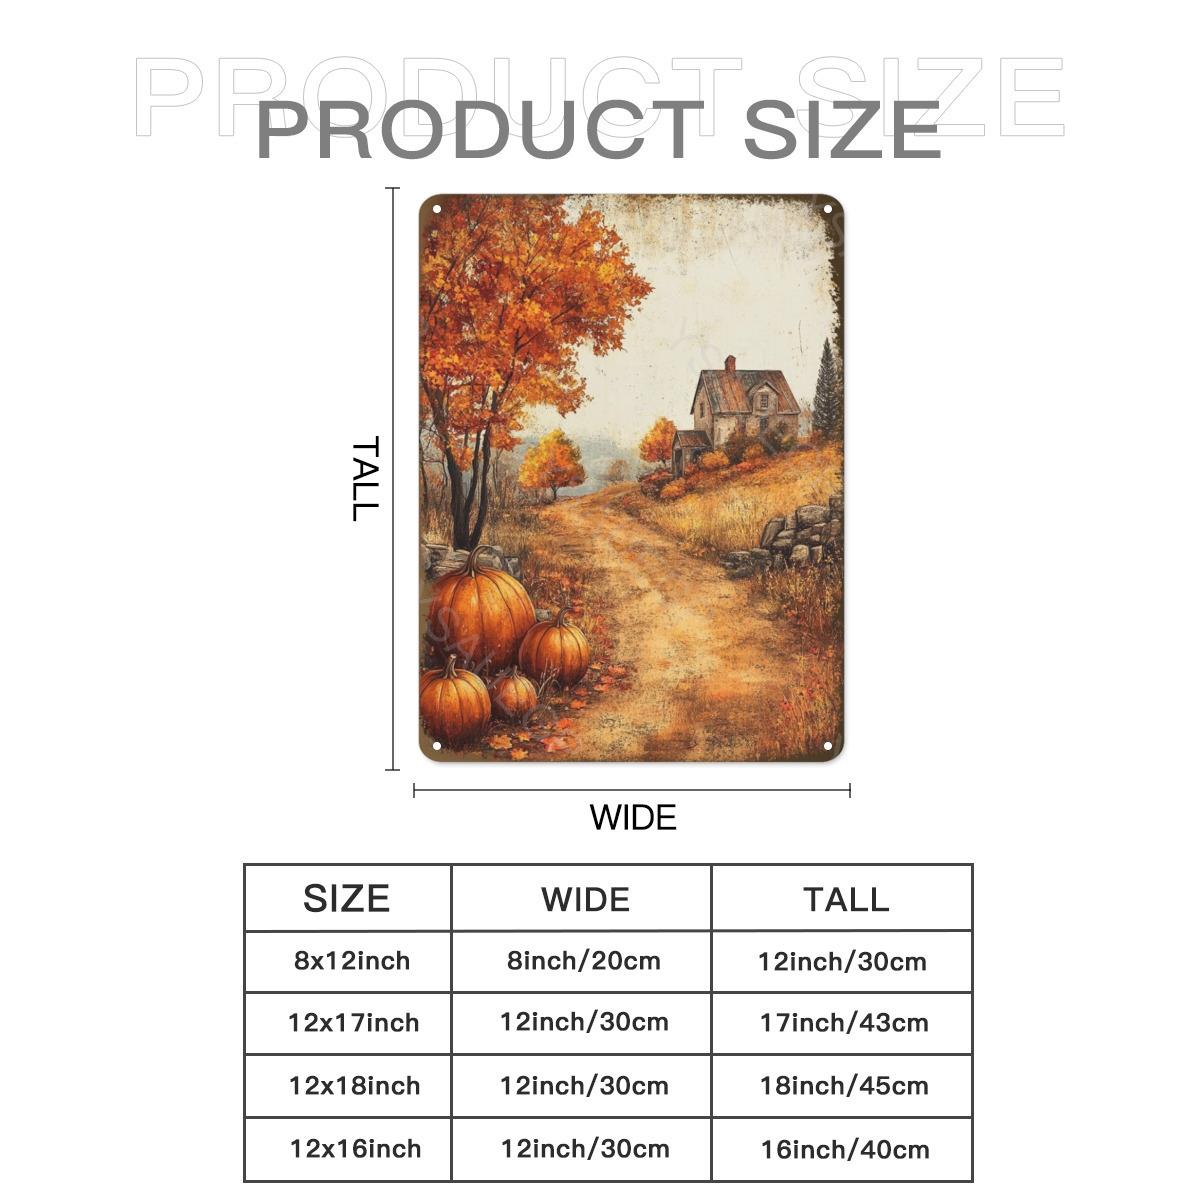 PRODUCT SIZE
PRODUCT SIZE
TALL
WIDE
SIZE WIDE TALL
8x12inch 8inch/20cm 12inch/30cm
12x17inch 12inch/30cm 17inch/43cm
12x18inch 12inch/30cm 18inch/45cm
12x16inch 12inch/30cm 16inch/40cm